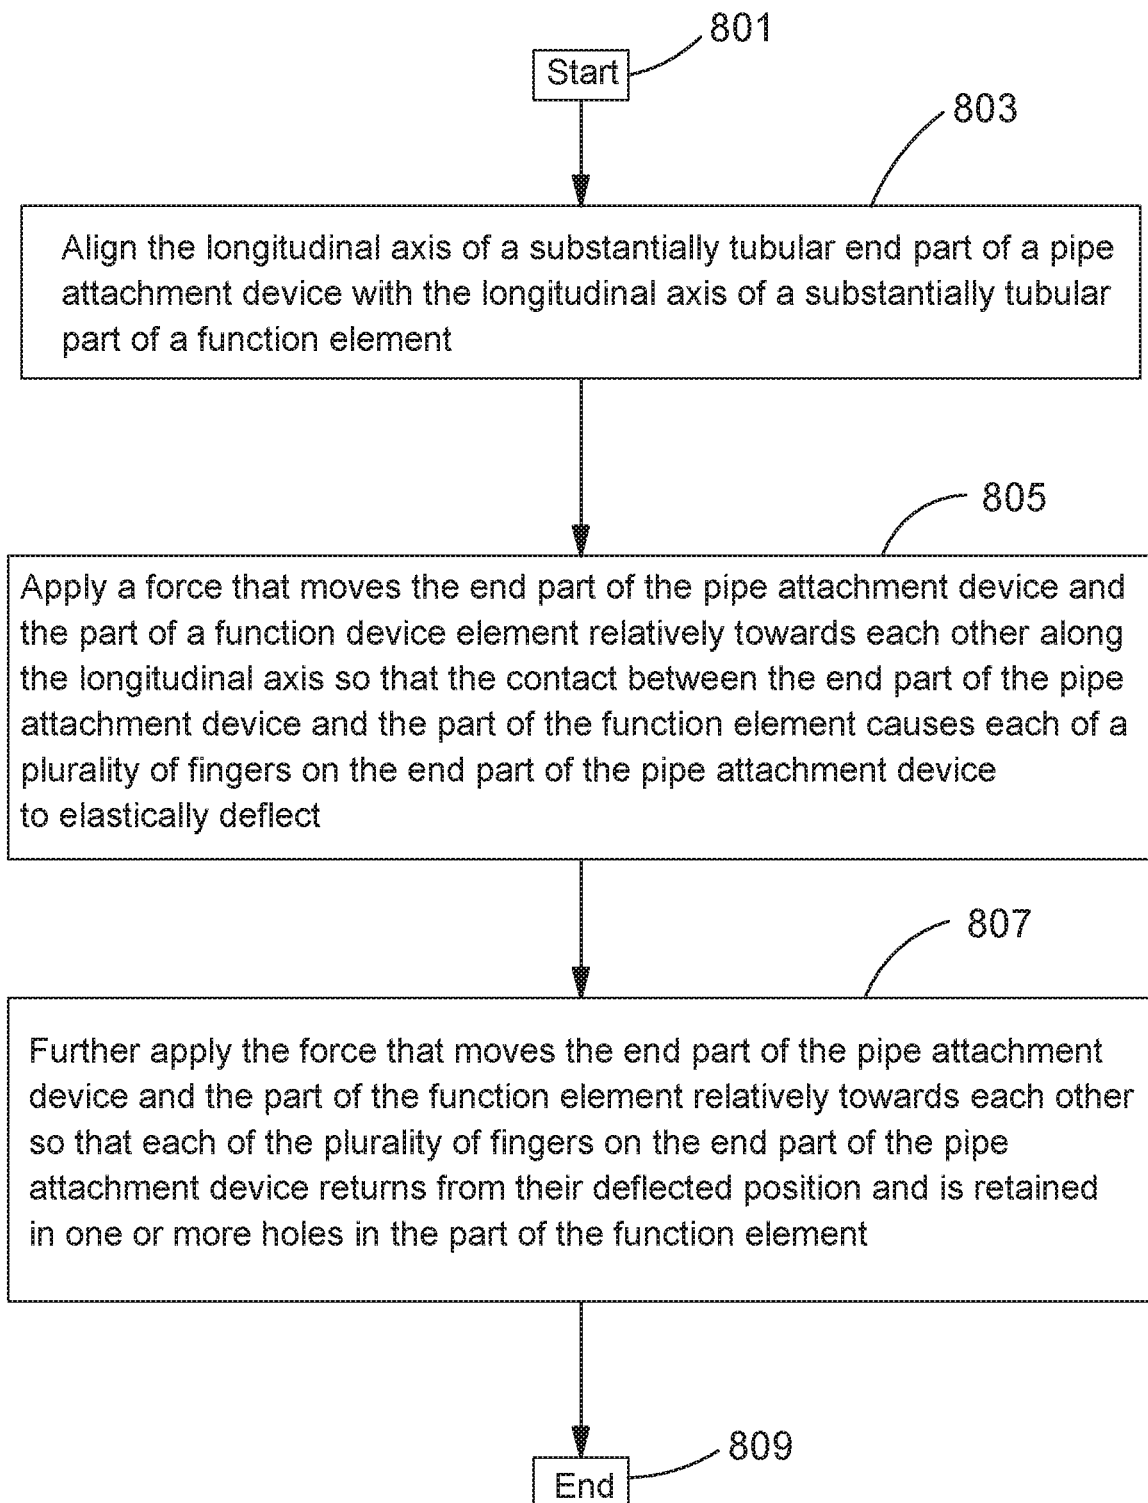 801
Start
803
Align the longitudinal axis of a substantially tubular end part of a pipe
attachment device with the longitudinal axis of a substantially tubular
part of a function element
805
Apply a force that moves the end part of the pipe attachment device and
the part of a function device element relatively towards each other along
the longitudinal axis so that the contact between the end part of the pipe
attachment device and the part of the function element causes each of a
plurality of fingers on the end part of the pipe attachment device
to elastically deflect
807
Further apply the force that moves the end part of the pipe attachment
device and the part of the function element relatively towards each other
so that each of the plurality of fingers on the end part of the pipe
attachment device returns from their deflected position and is retained
in one or more holes in the part of the function element
809
End